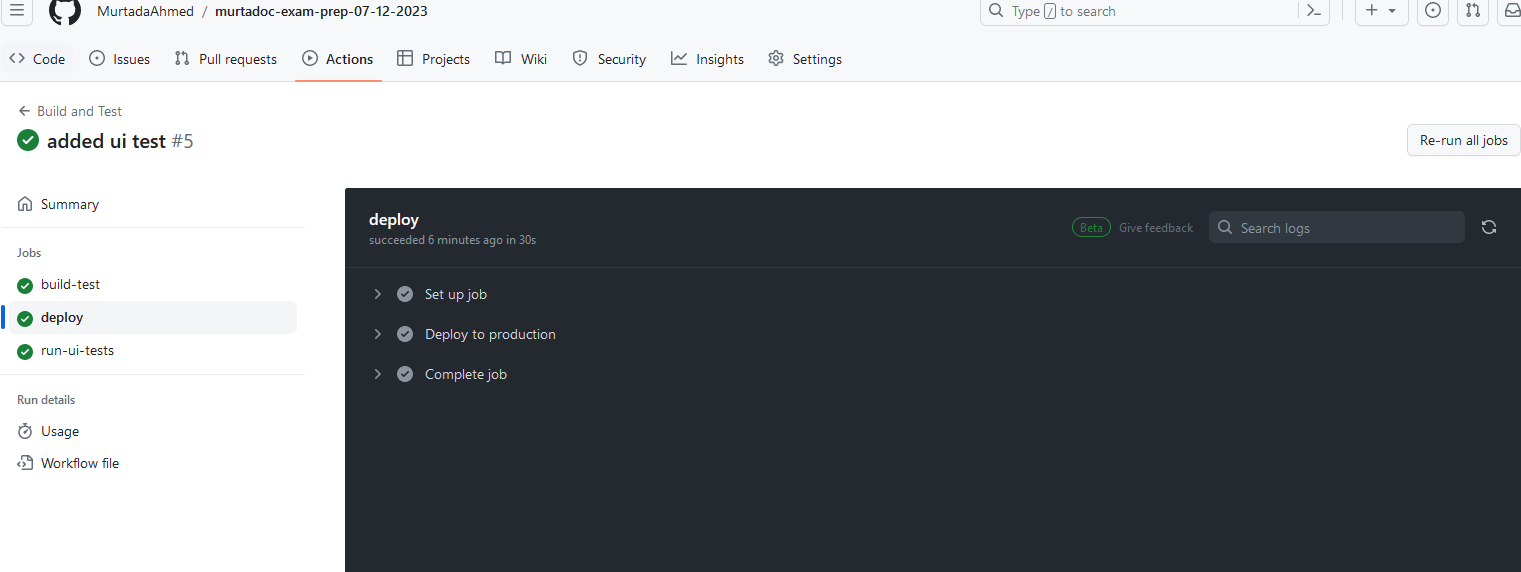 MurtadaAhmed / murtadoc-exam-prep-07-12-2023
Type / to search
Code
Issues
Pull requests
Actions
Projects
Wiki
Security
Insights
Settings
Build and Test
added ui test #5
Re-run all jobs
Summary
Jobs
build-test
deploy
run-ui-tests
Run details
Usage
Workflow file
deploy
succeeded 6 minutes ago in 30s
Beta
Give feedback
Search logs
Set up job
Deploy to production
Complete job